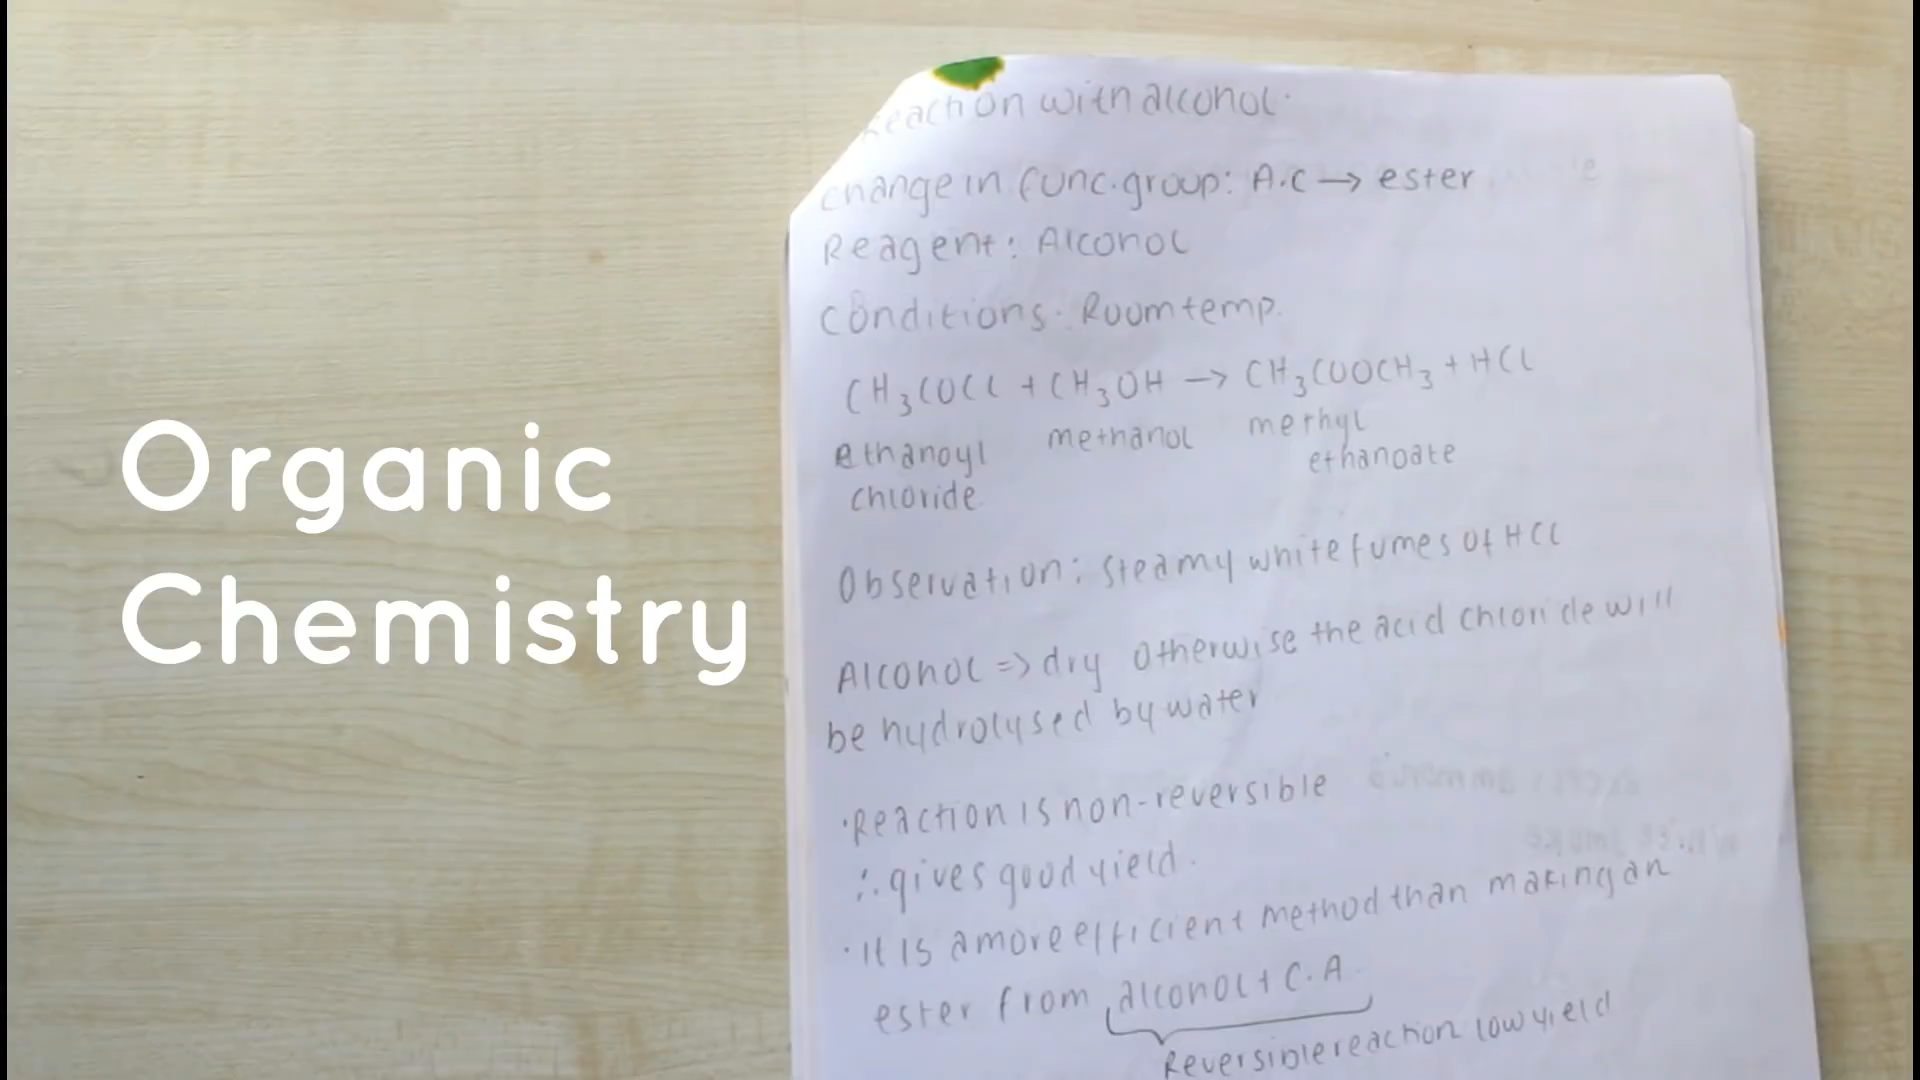 Organic
Chemistry
Reaction with alcohol.
change in func.group: A.C → ester
Reagent: Alcohol
Conditions: Room temp.
CH₃COCl + CH₃OH → CH₃COOCH₃ + HCl
ethanoyl methanol methyl
ethanoate
chloride
Observation: steamy white fumes of HCl
Alcohol => dry otherwise the acid chloride will
be hydrolysed by water
·Reaction is non-reversible
∴ gives good yield.
·It is a more efficient method than making an
ester from alcohol + C.A
Reversible reaction low yield